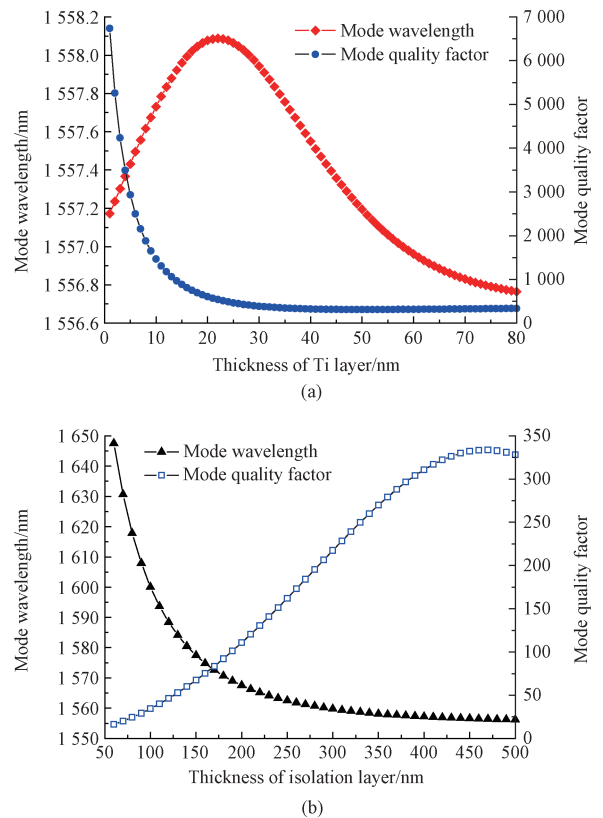 1 558.2
1 558.0
1 557.8
1 557.6
1 557.4
1 557.2
1 557.0
1 556.8
1 556.6
Mode wavelength/nm
Mode wavelength
Mode quality factor
7 000
6 000
5 000
4 000
3 000
2 000
1 000
0
Mode quality factor
0 10 20 30 40 50 60 70 80
Thickness of Ti layer/nm
(a)
1 650
1 640
1 630
1 620
1 610
1 600
1 590
1 580
1 570
1 560
1 550
Mode wavelength/nm
Mode wavelength
Mode quality factor
350
300
250
200
150
100
50
0
Mode quality factor
50 100 150 200 250 300 350 400 450 500
Thickness of isolation layer/nm
(b)